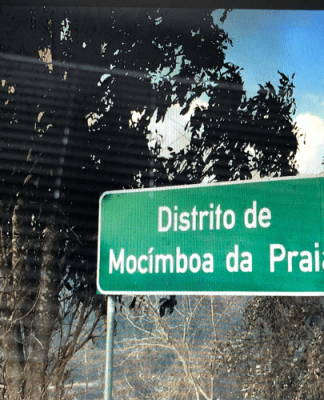 Distrito de
Mocímboa da Praia